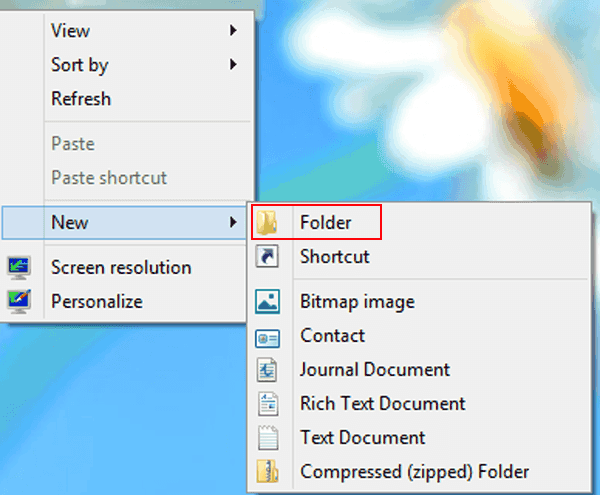 View
Sort by
Refresh
Paste
Paste shortcut
New
Screen resolution
Personalize
Folder
Shortcut
Bitmap image
Contact
Journal Document
Rich Text Document
Text Document
Compressed (zipped) Folder